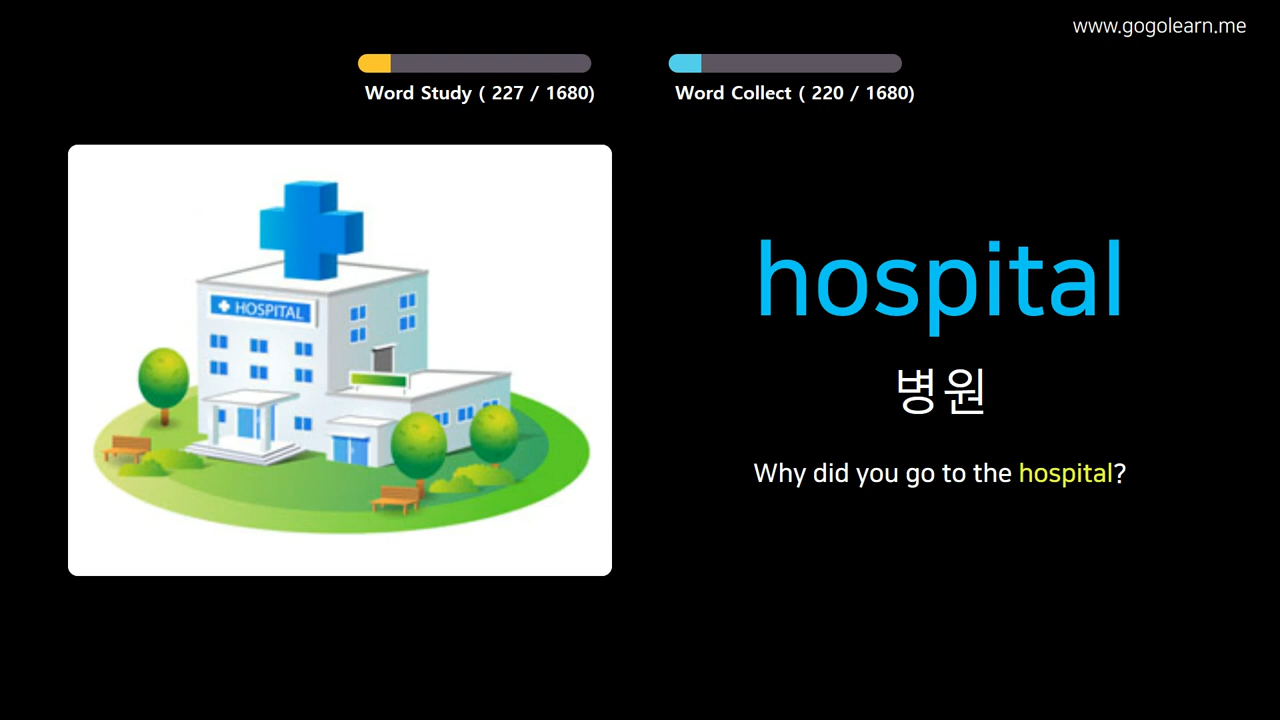 www.gogolearn.me
Word Study ( 227 / 1680)
Word Collect ( 220 / 1680)
HOSPITAL
hospital
병원
Why did you go to the hospital?